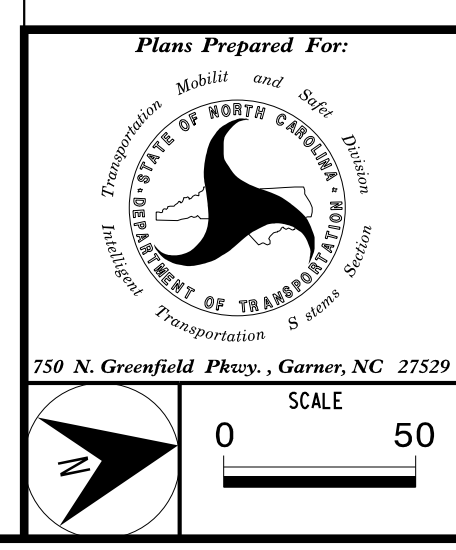 Plans Prepared For:
Transportation Mobilit and Safet Division
STATE OF NORTH CAROLINA
DEPARTMENT OF TRANSPORTATION
Intelligent Transportation S stems Section
750 N. Greenfield Pkwy. , Garner, NC 27529
N
SCALE
0 50